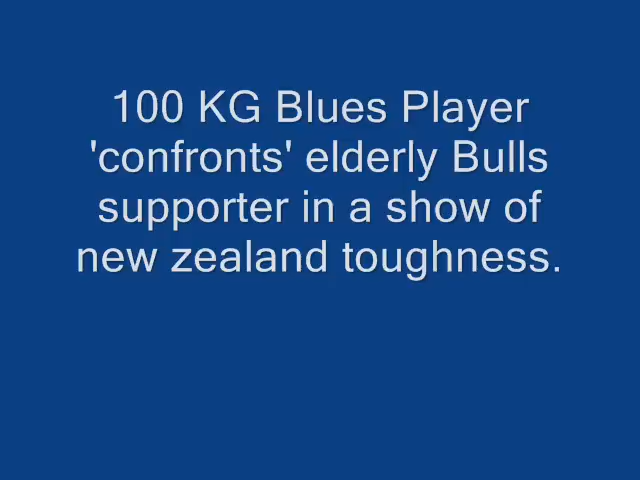 100 KG Blues Player
'confronts' elderly Bulls
supporter in a show of
new zealand toughness.